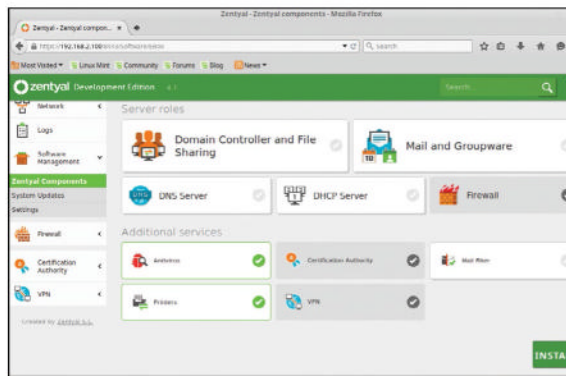 Zentyal - Zentyal components - Mozilla Firefox
Zentyal - Zentyal compon...
https://192.168.2.100
Search
Most Visited
Linux Mint
Community
Forums
Blog
News
zentyal Development Edition
Search...
Network
Logs
Software Management
Zentyal Components
System Updates
Settings
Firewall
Certification Authority
VPN
Created by Zentyal S.L.
Server roles
Domain Controller and File Sharing
Mail and Groupware
DNS Server
DHCP Server
Firewall
Additional services
Antivirus
Certification Authority
Mail Filter
Printers
VPN
INSTA